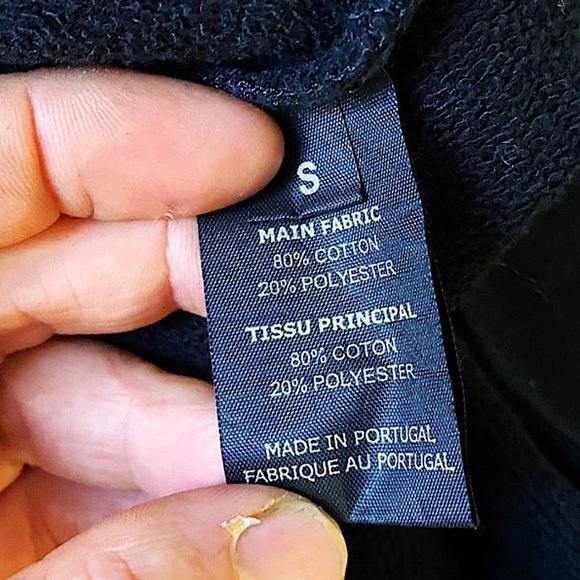 S
MAIN FABRIC
80% COTTON
20% POLYESTER
TISSU PRINCIPAL
80% COTON
20% POLYESTER
MADE IN PORTUGAL
FABRIQUE AU PORTUGAL